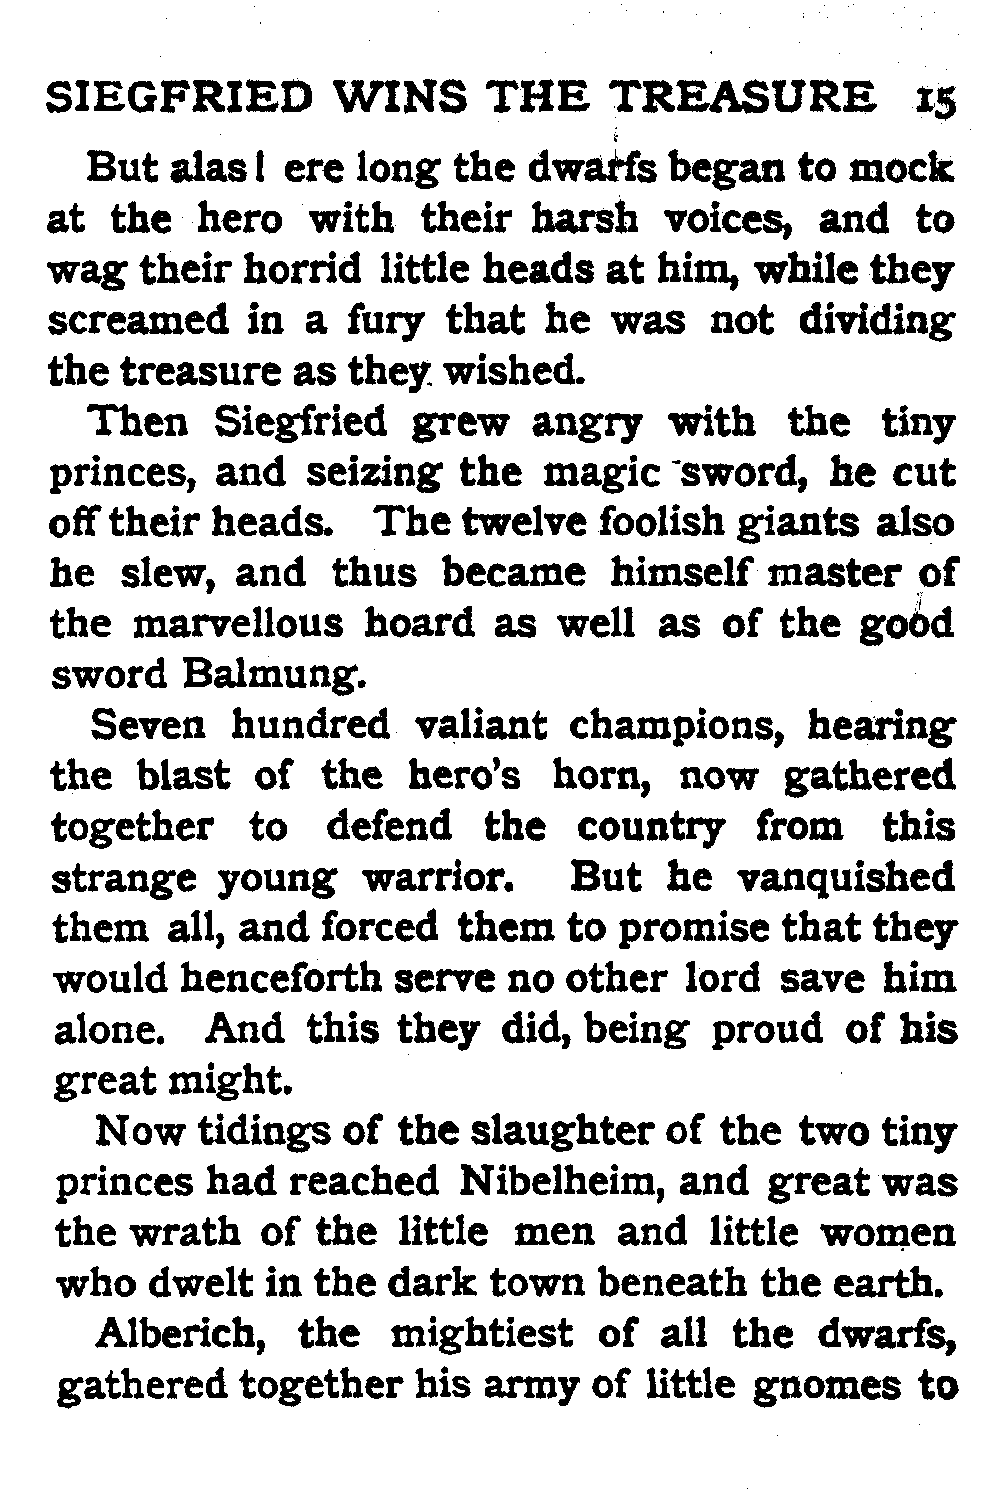 SIEGFRIED WINS THE TREASURE 15
But alas! ere long the dwarfs began to mock
at the hero with their harsh voices, and to
wag their horrid little heads at him, while they
screamed in a fury that he was not dividing
the treasure as they wished.
Then Siegfried grew angry with the tiny
princes, and seizing the magic sword, he cut
off their heads. The twelve foolish giants also
he slew, and thus became himself master of
the marvellous hoard as well as of the good
sword Balmung.
Seven hundred valiant champions, hearing
the blast of the hero's horn, now gathered
together to defend the country from this
strange young warrior. But he vanquished
them all, and forced them to promise that they
would henceforth serve no other lord save him
alone. And this they did, being proud of his
great might.
Now tidings of the slaughter of the two tiny
princes had reached Nibelheim, and great was
the wrath of the little men and little women
who dwelt in the dark town beneath the earth.
Alberich, the mightiest of all the dwarfs,
gathered together his army of little gnomes to